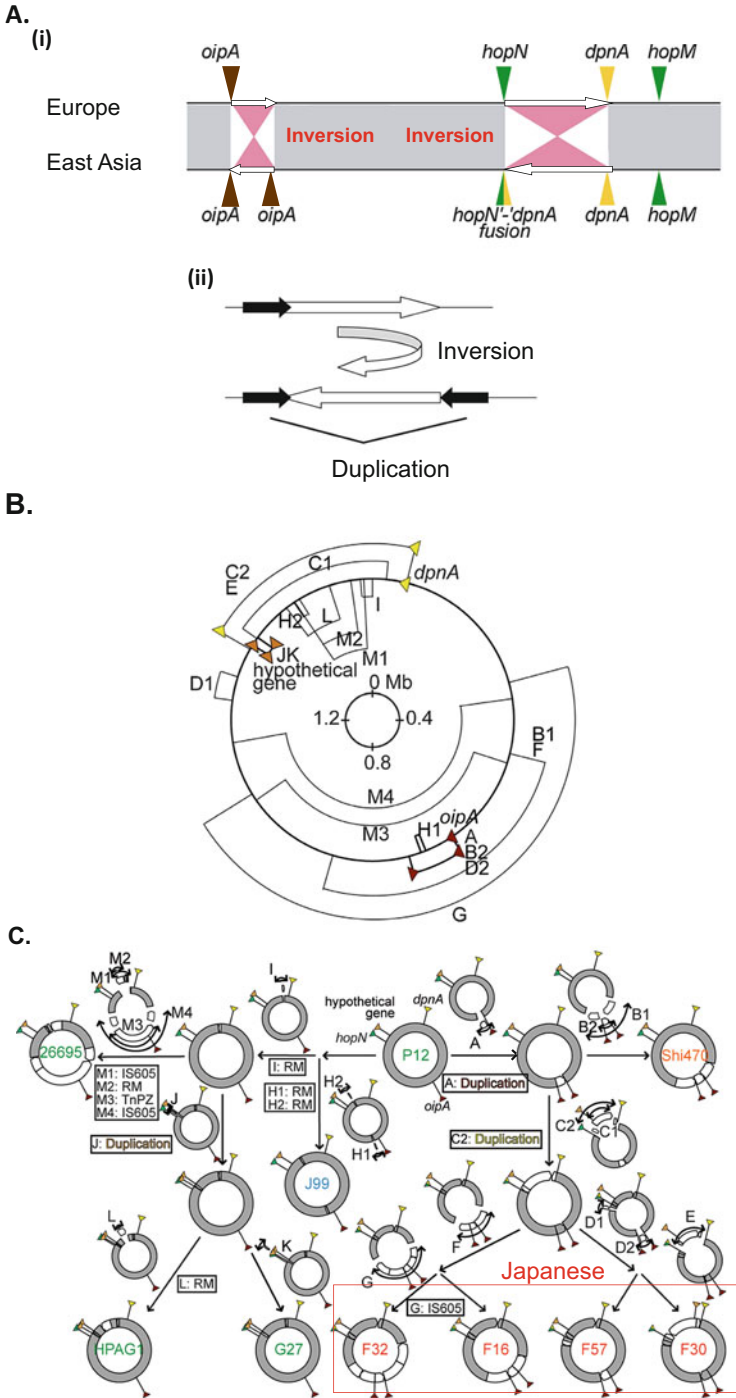 A.
(i)
oipA
hopN
dpnA
hopM
Europe
Inversion Inversion
East Asia
oipA
oipA
hopN'-'dpnA
fusion
dpnA
hopM
(ii)
Inversion
Duplication
B.
C2
E
C1
dpnA
H2
L
I
M2
M1
JK
hypothetical
gene
D1
0 Mb
1.2
0.4
0.8
B1
F
M4
M3
H1
oipA
A
B2
D2
G
C.
M2
M1
M3
M4
I
hypothetical
gene
dpnA
hopN
A
B2
B1
26695
P12
Shi470
oipA
M1: IS605
M2: RM
M3: TnPZ
M4: IS605
I: RM
H1: RM
H2: RM
A: Duplication
J
H2
H1
J: Duplication
C2: Duplication
C2
C1
J99
L
K
G
F
D1
D2
E
L: RM
G: IS605
Japanese
HPAG1
G27
F32
F16
F57
F30